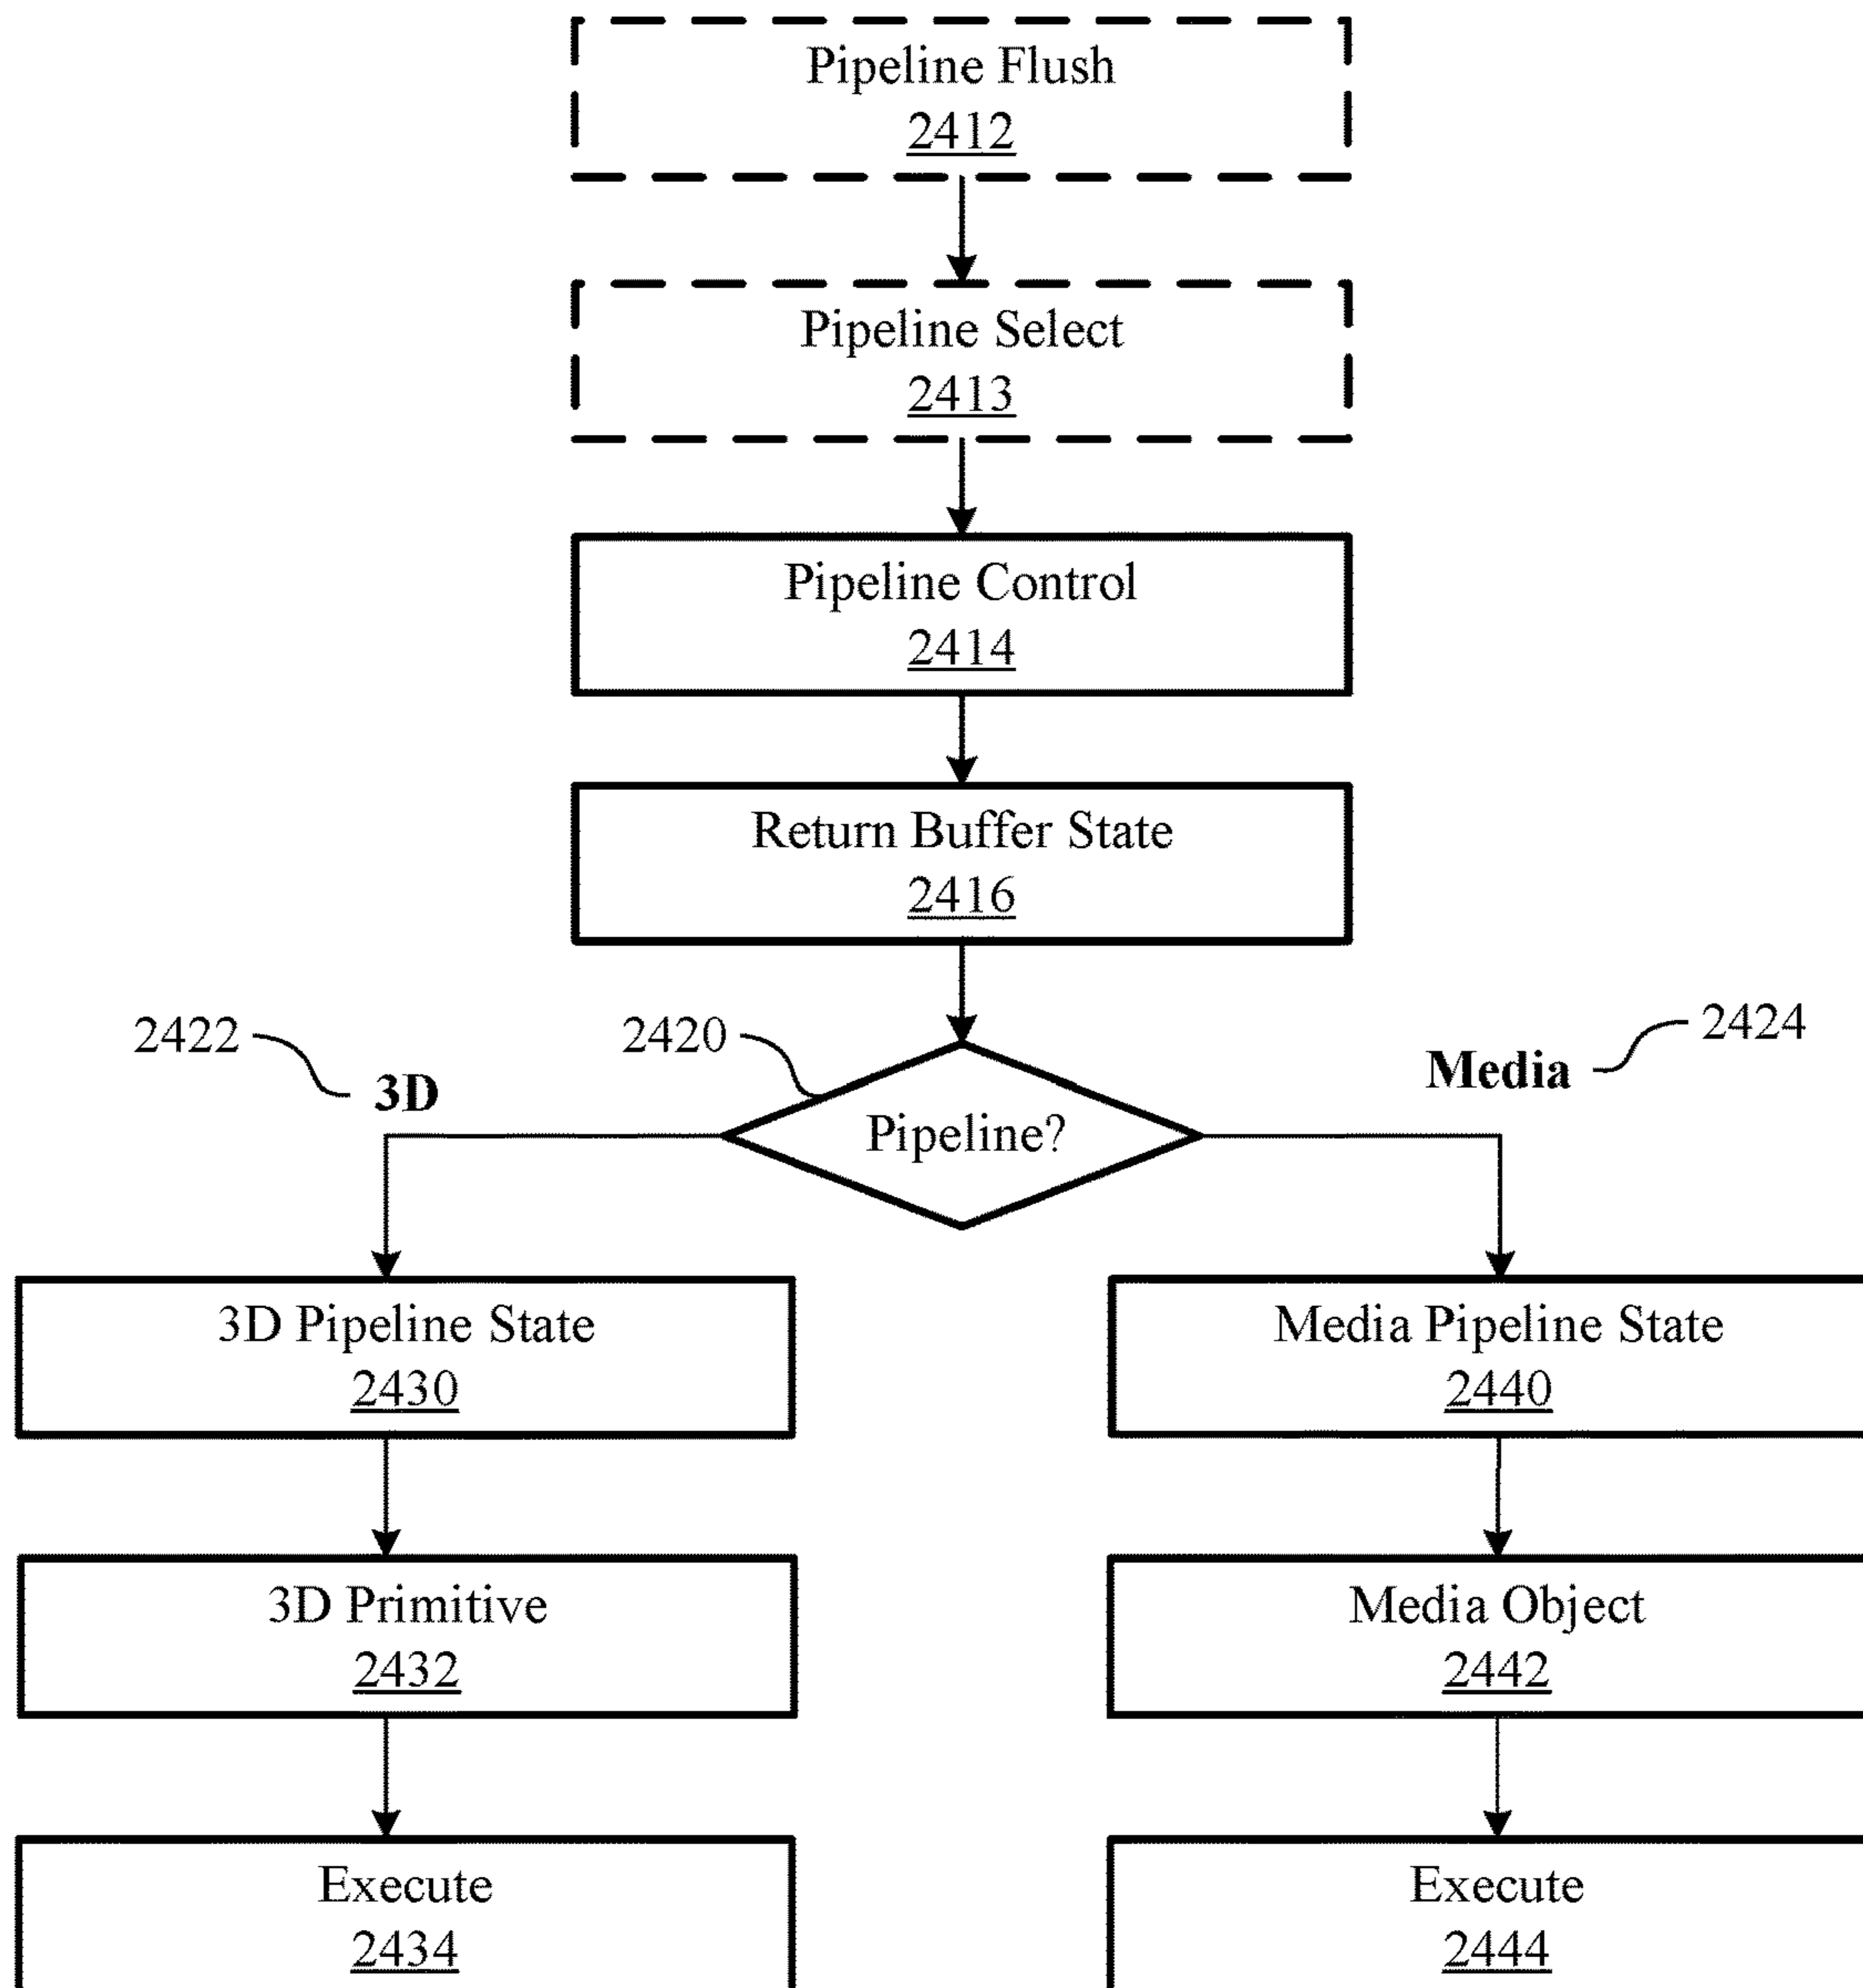 Pipeline Flush
2412
Pipeline Select
2413
Pipeline Control
2414
Return Buffer State
2416
2422
3D
2420
Pipeline?
Media
2424
3D Pipeline State
2430
Media Pipeline State
2440
3D Primitive
2432
Media Object
2442
Execute
2434
Execute
2444